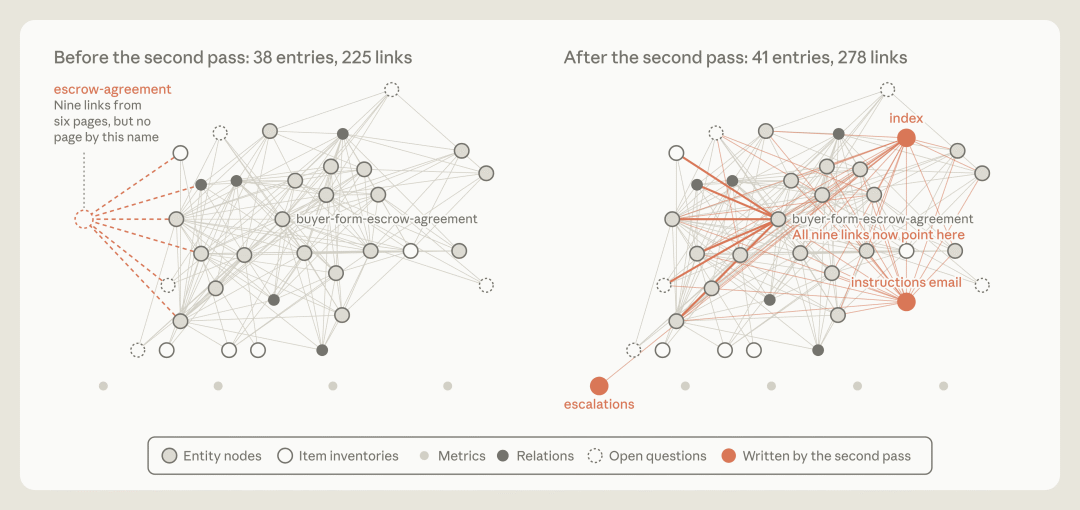 Before the second pass: 38 entries, 225 links
escrow-agreement
Nine links from
six pages, but no
page by this name
buyer-form-escrow-agreement
After the second pass: 41 entries, 278 links
index
buyer-form-escrow-agreement
All nine links now point here
instructions email
escalations
Entity nodes
Item inventories
Metrics
Relations
Open questions
Written by the second pass